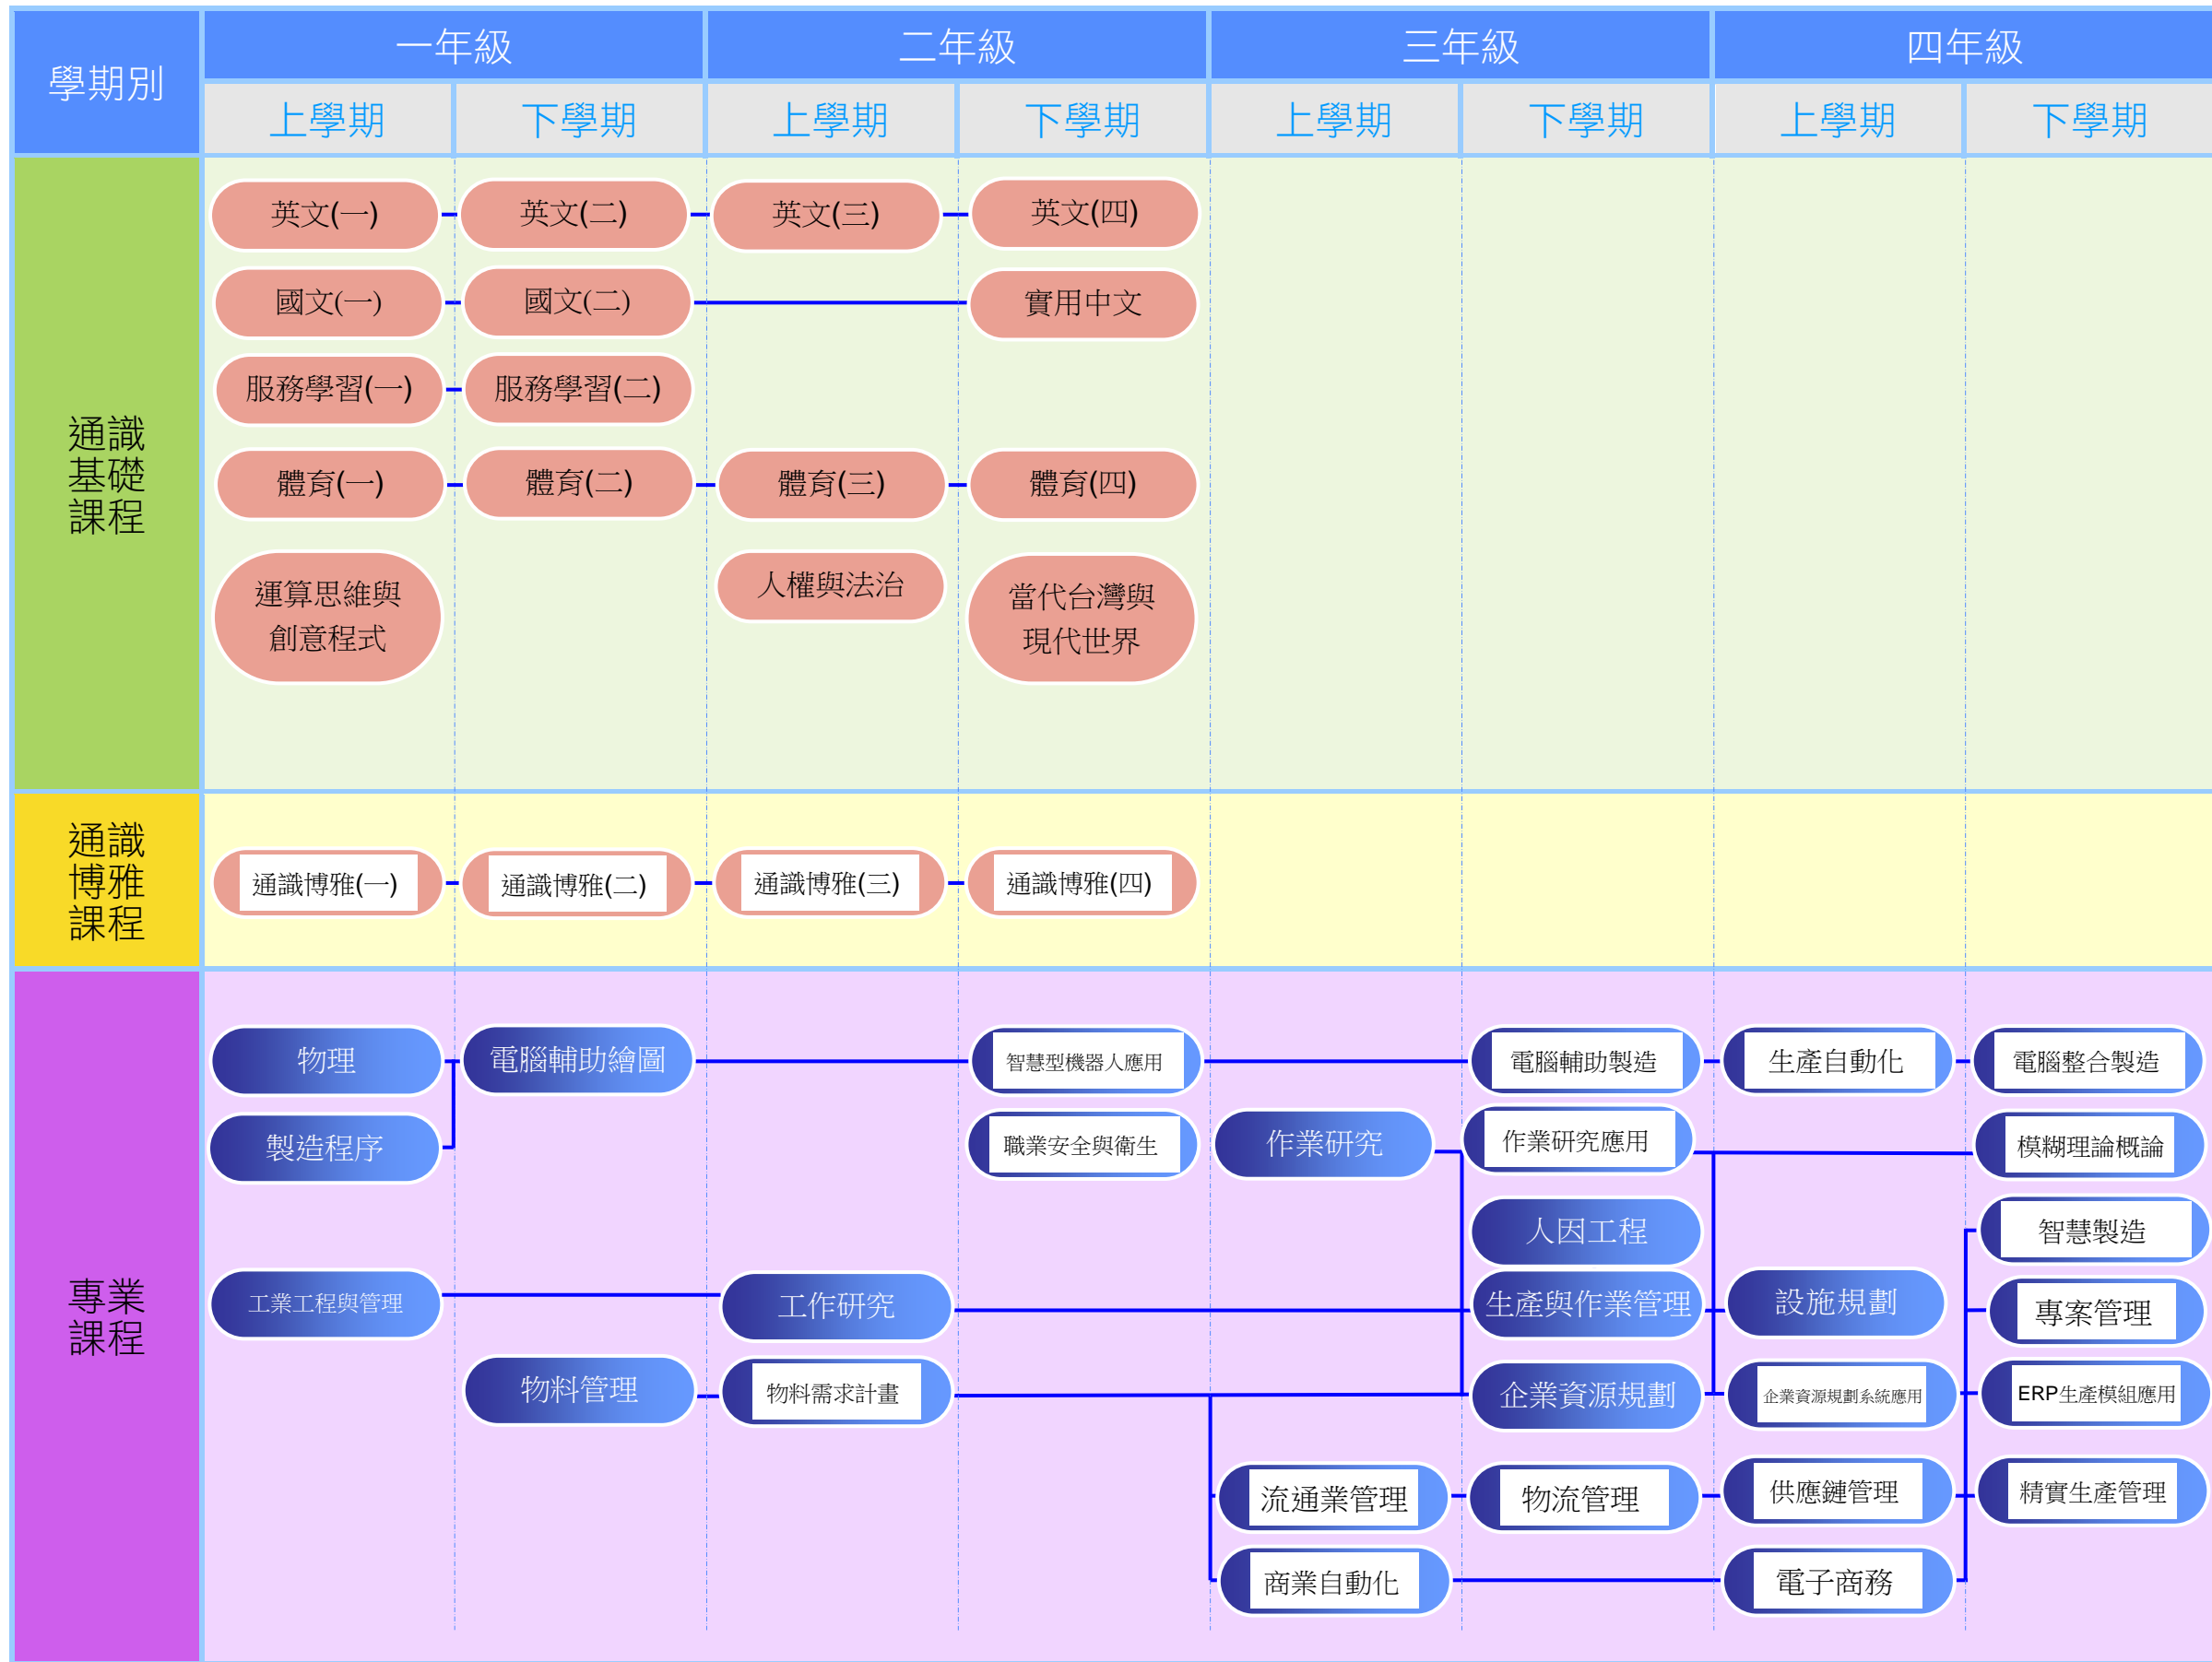 學期別
一年級
二年級
三年級
四年級
上學期
下學期
上學期
下學期
上學期
下學期
上學期
下學期
通識
基礎
課程
英文(一)
英文(二)
英文(三)
英文(四)
國文(一)
國文(二)
實用中文
服務學習(一)
服務學習(二)
體育(一)
體育(二)
體育(三)
體育(四)
運算思維與
創意程式
人權與法治
當代台灣與
現代世界
通識
博雅
課程
通識博雅(一)
通識博雅(二)
通識博雅(三)
通識博雅(四)
專業
課程
物理
電腦輔助繪圖
智慧型機器人應用
電腦輔助製造
生產自動化
電腦整合製造
製造程序
職業安全與衛生
作業研究
作業研究應用
模糊理論概論
人因工程
智慧製造
工業工程與管理
工作研究
生產與作業管理
設施規劃
專案管理
物料管理
物料需求計畫
企業資源規劃
企業資源規劃系統應用
ERP生產模組應用
流通業管理
物流管理
供應鏈管理
精實生產管理
商業自動化
電子商務